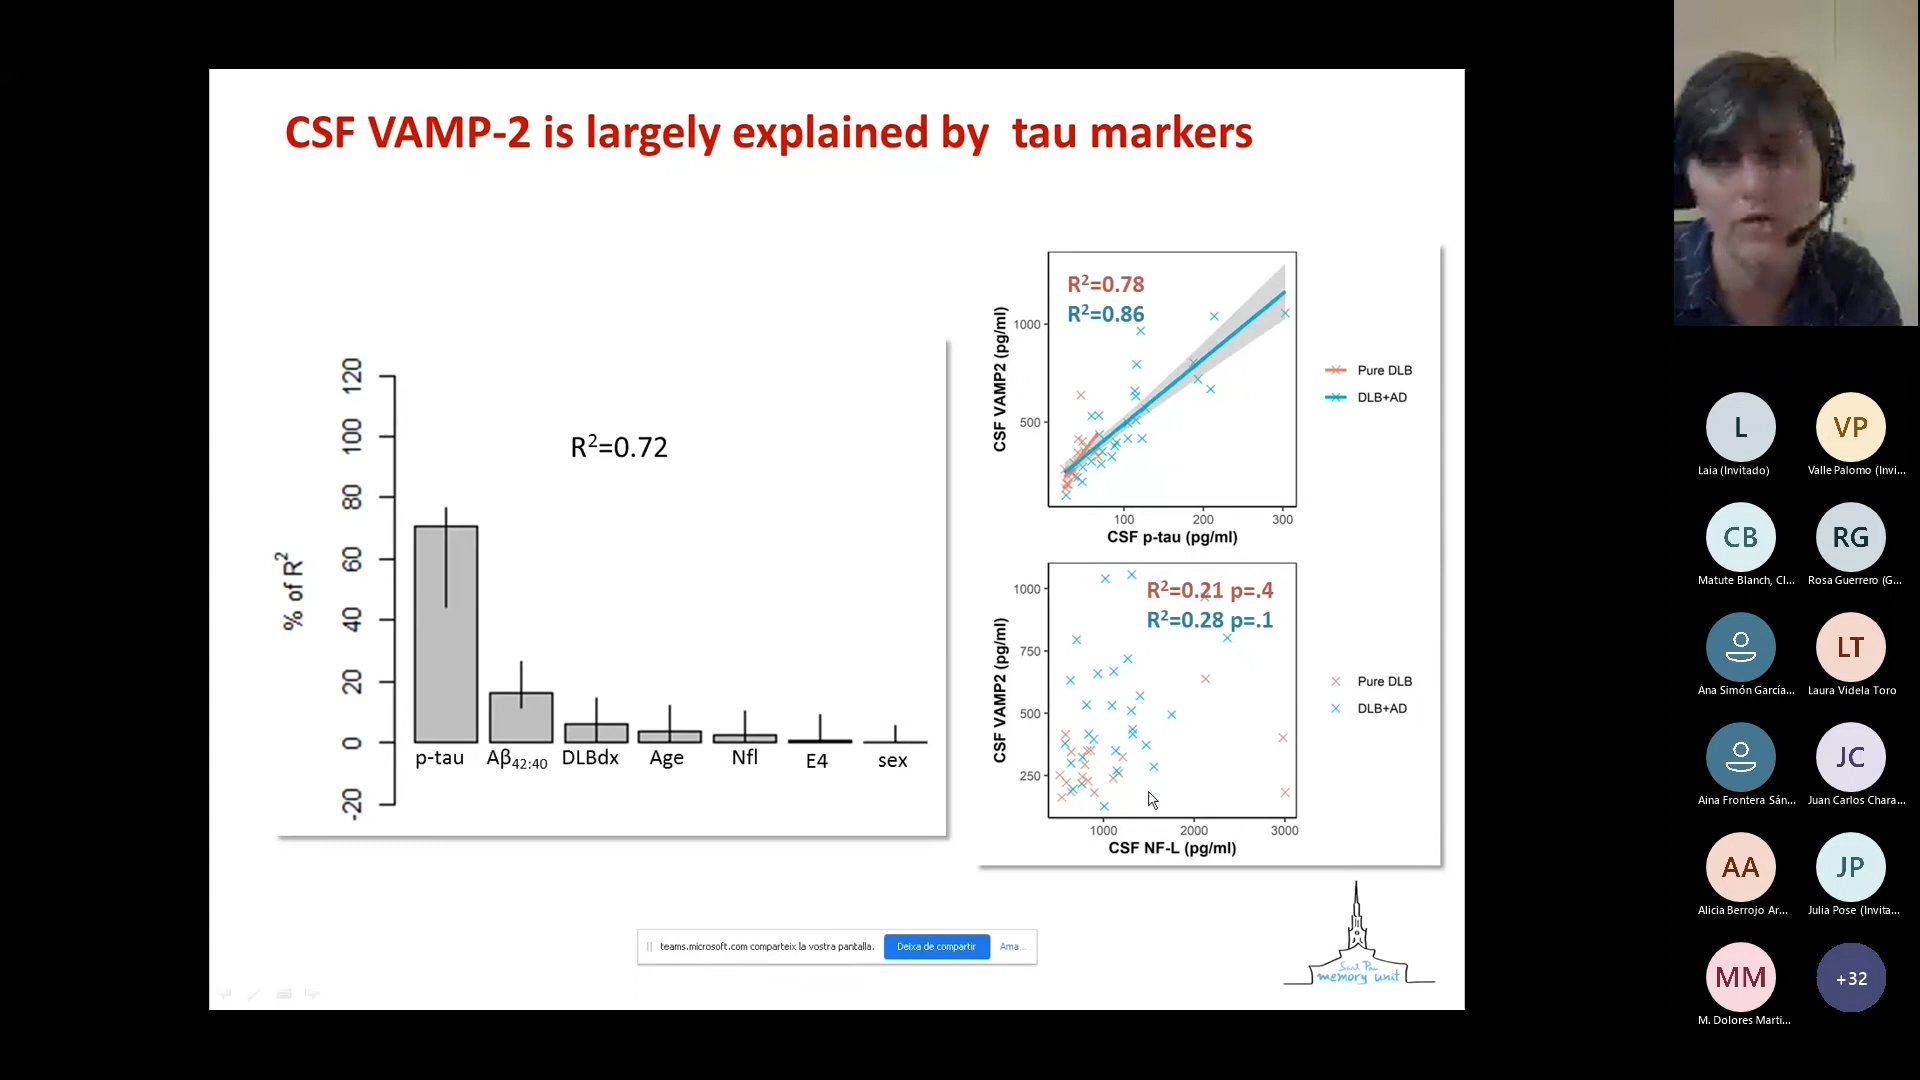 CSF VAMP-2 is largely explained by tau markers
120
100
80
60
40
20
0
-20
% of R²
R²=0.72
p-tau
Aβ42:40
DLBdx
Age
Nfl
E4
sex
R²=0.78
R²=0.86
CSF VAMP2 (pg/ml)
1000
500
100
200
300
CSF p-tau (pg/ml)
Pure DLB
DLB+AD
R²=0.21 p=.4
R²=0.28 p=.1
CSF VAMP2 (pg/ml)
1000
750
500
250
1000
2000
3000
CSF NF-L (pg/ml)
Pure DLB
DLB+AD
teams.microsoft.com comparteix la vostra pantalla.
Deixa de compartir
Ama...
Sant Pau
memory unit
L
Laia (Invitado)
VP
Valle Palomo (Invi...
CB
Matute Blanch, Cl...
RG
Rosa Guerrero (G...
Ana Simón García...
LT
Laura Videla Toro
Aina Frontera Sán...
JC
Juan Carlos Chara...
AA
Alicia Berrojo Ar...
JP
Julia Pose (Invita...
MM
M. Dolores Marti...
+32